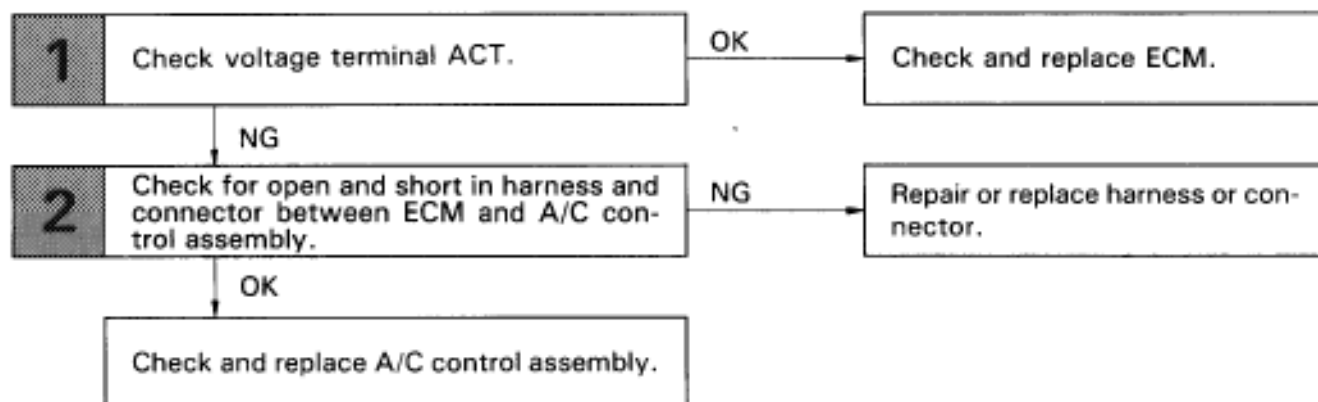 1
Check voltage terminal ACT.
OK
Check and replace ECM.
NG
2
Check for open and short in harness and
connector between ECM and A/C con-
trol assembly.
NG
Repair or replace harness or con-
nector.
OK
Check and replace A/C control assembly.